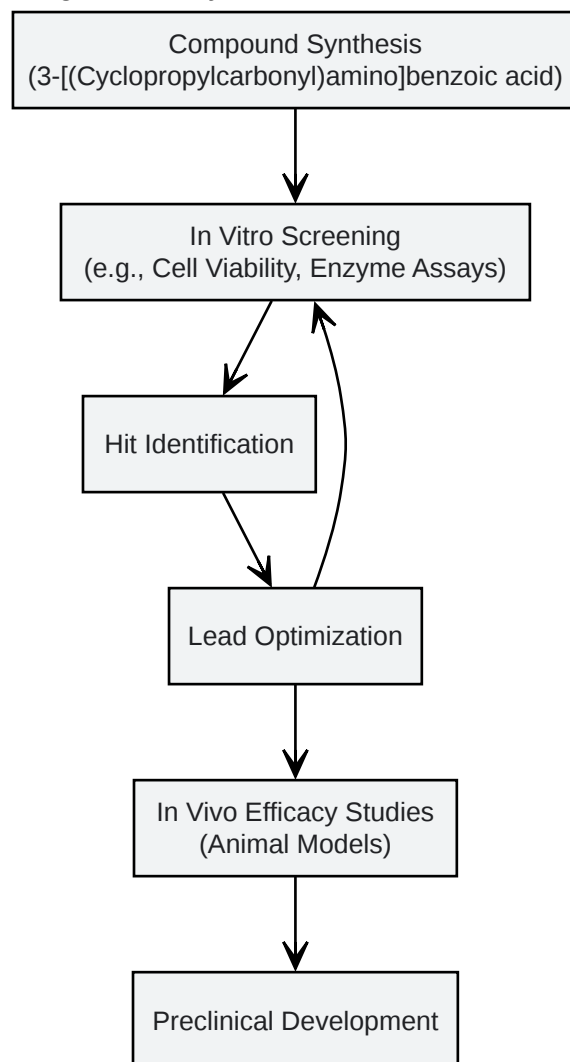 Compound Synthesis
(3-[(Cyclopropylcarbonyl)amino]benzoic acid)
In Vitro Screening
(e.g., Cell Viability, Enzyme Assays)
Hit Identification
Lead Optimization
In Vivo Efficacy Studies
(Animal Models)
Preclinical Development